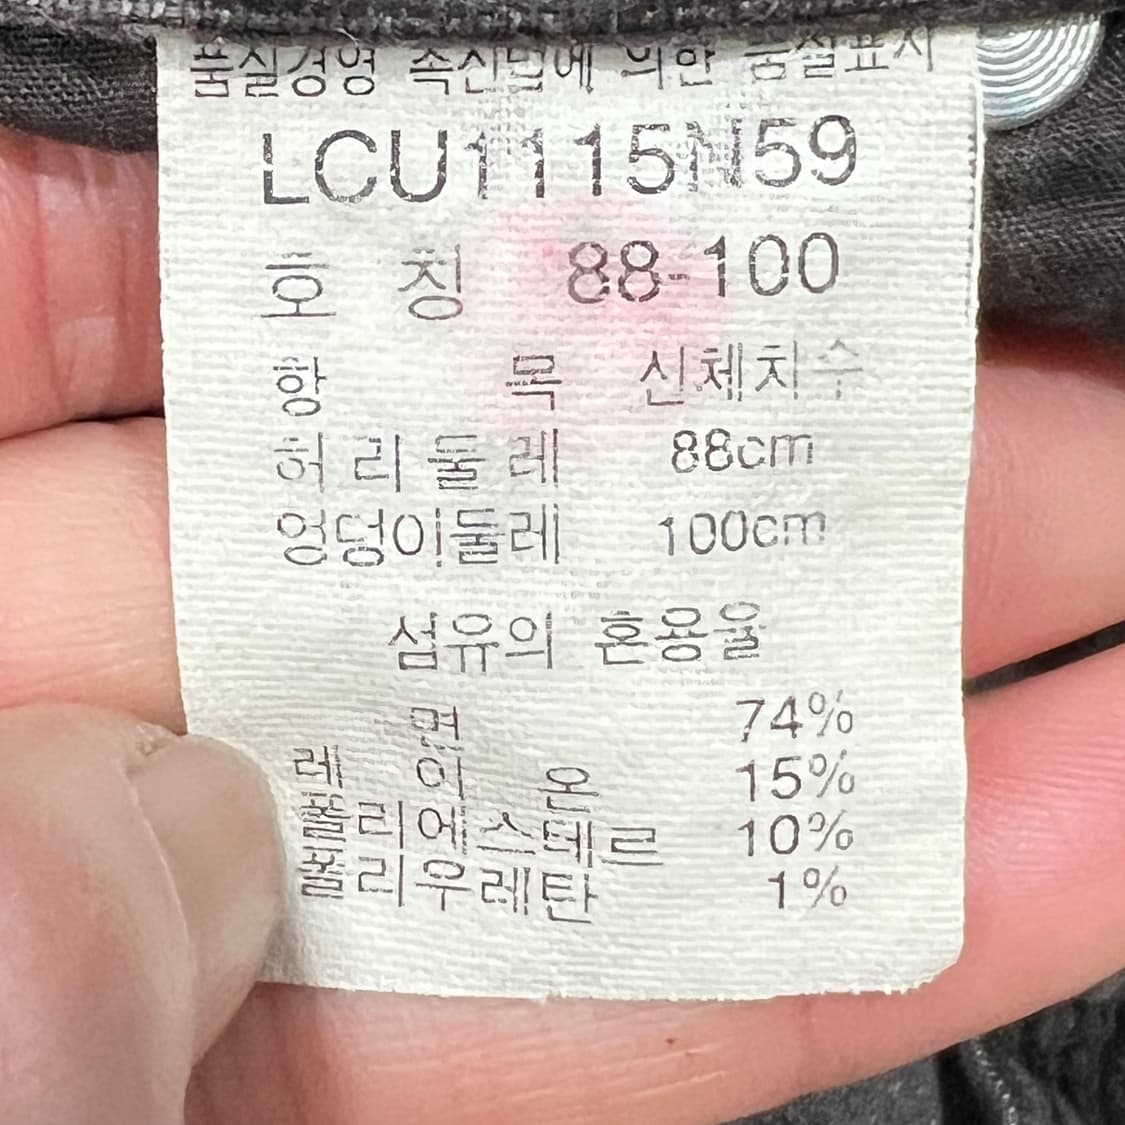 품질경영 촉진법에 의한 품질표시
LCU1115N59
호 칭 88-100
항 목 신체치수
허리둘레 88cm
엉덩이둘레 100cm
섬유의 혼용율
면 74%
레이온 15%
폴리에스테르 10%
폴리우레탄 1%